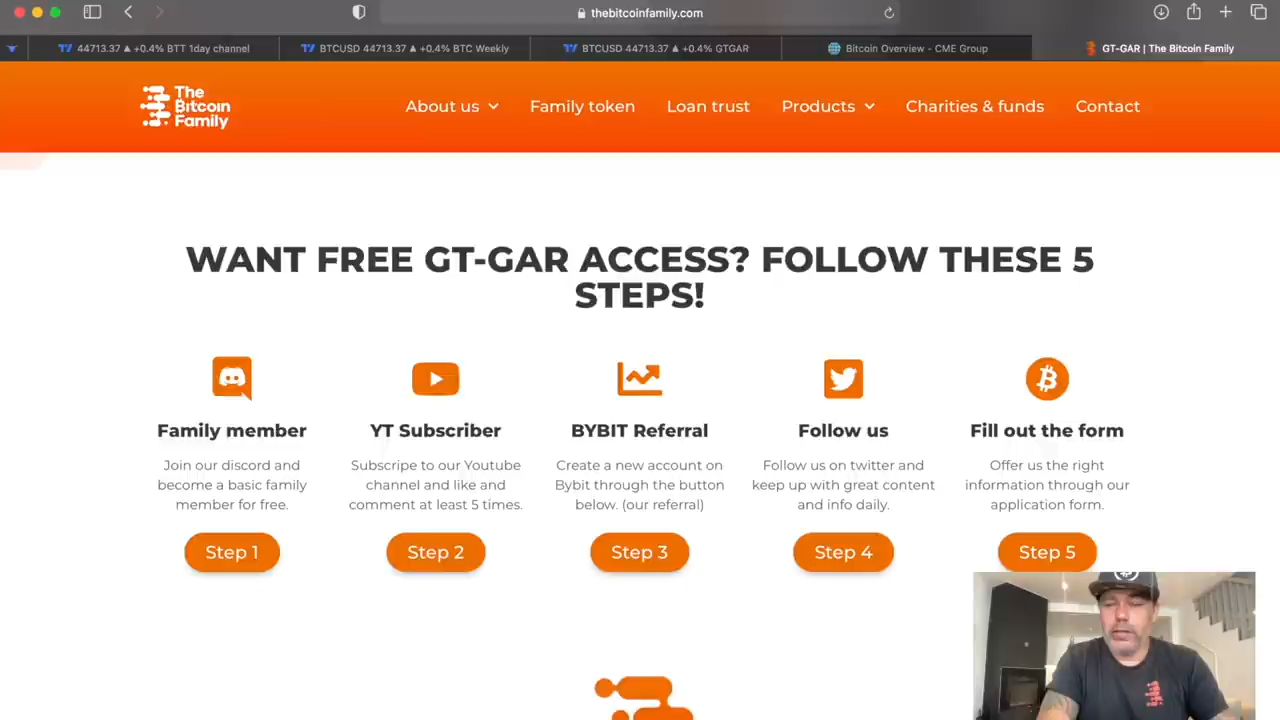 thebitcoinfamily.com
44713.37 ▲ +0.4% BTT 1day channel
BTCUSD 44713.37 ▲ +0.4% BTC Weekly
BTCUSD 44713.37 ▲ +0.4% GTGAR
Bitcoin Overview - CME Group
GT-GAR | The Bitcoin Family
The
Bitcoin
Family
About us
Family token
Loan trust
Products
Charities & funds
Contact
WANT FREE GT-GAR ACCESS? FOLLOW THESE 5
STEPS!
Family member
Join our discord and
become a basic family
member for free.
Step 1
YT Subscriber
Subscripe to our Youtube
channel and like and
comment at least 5 times.
Step 2
BYBIT Referral
Create a new account on
Bybit through the button
below. (our referral)
Step 3
Follow us
Follow us on twitter and
keep up with great content
and info daily.
Step 4
Fill out the form
Offer us the right
information through our
application form.
Step 5